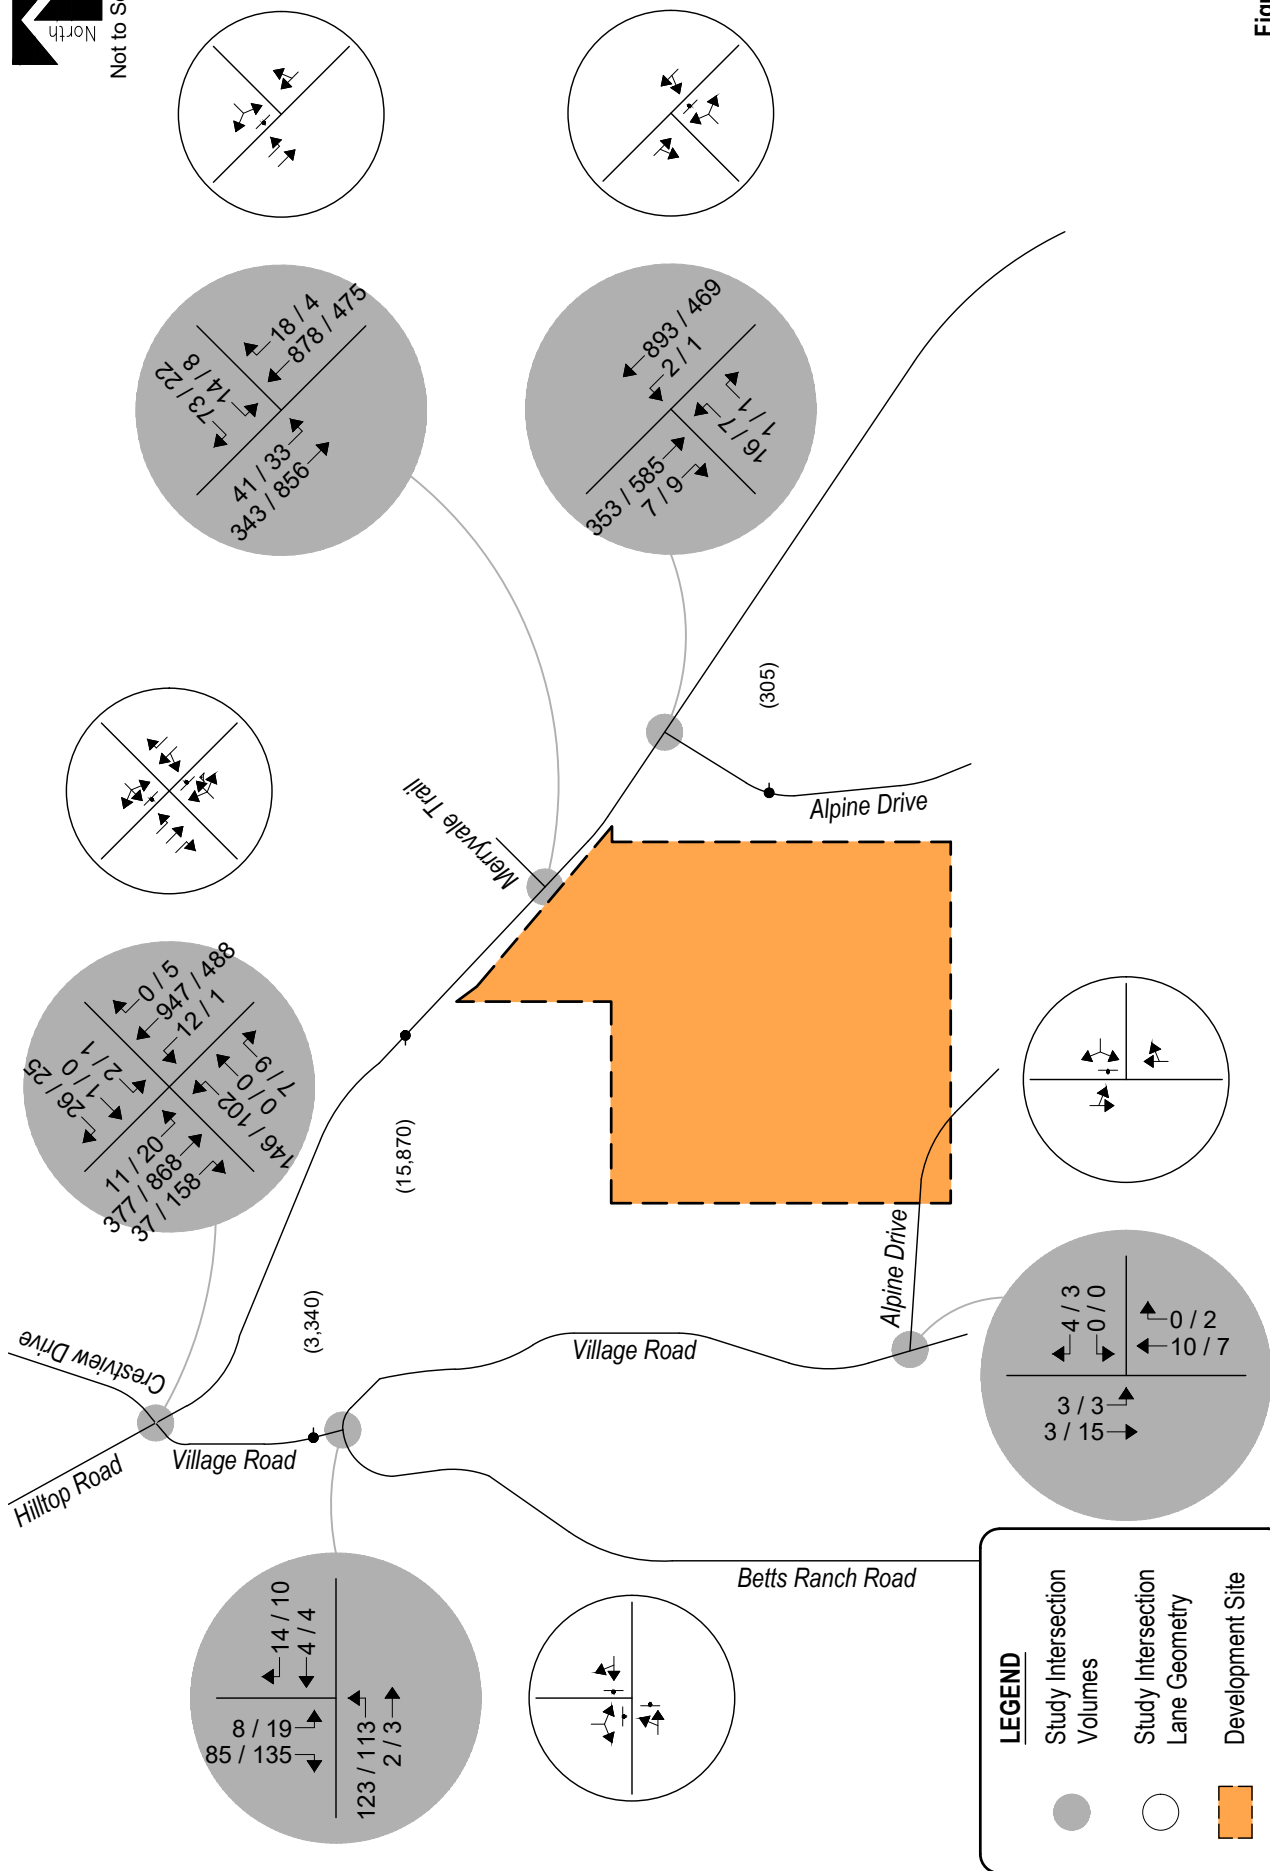 North
Not to
Hilltop Road
Crestview Drive
Village Road
(3,340)
(15,870)
Merryvale Trail
(305)
Alpine Drive
Village Road
Alpine Drive
Betts Ranch Road
26 / 25
1 / 0
2 / 1
0 / 5
947 / 488
12 / 1
11 / 20
377 / 868
37 / 158
146 / 102
0 / 0
7 / 9
73 / 22
14 / 8
18 / 4
878 / 475
41 / 33
343 / 856
893 / 469
2 / 1
353 / 585
7 / 9
16 / 7
1 / 1
8 / 19
85 / 135
14 / 10
4 / 4
123 / 113
2 / 3
4 / 3
0 / 0
3 / 3
3 / 15
0 / 2
10 / 7
LEGEND
Study Intersection
Volumes
Study Intersection
Lane Geometry
Development Site